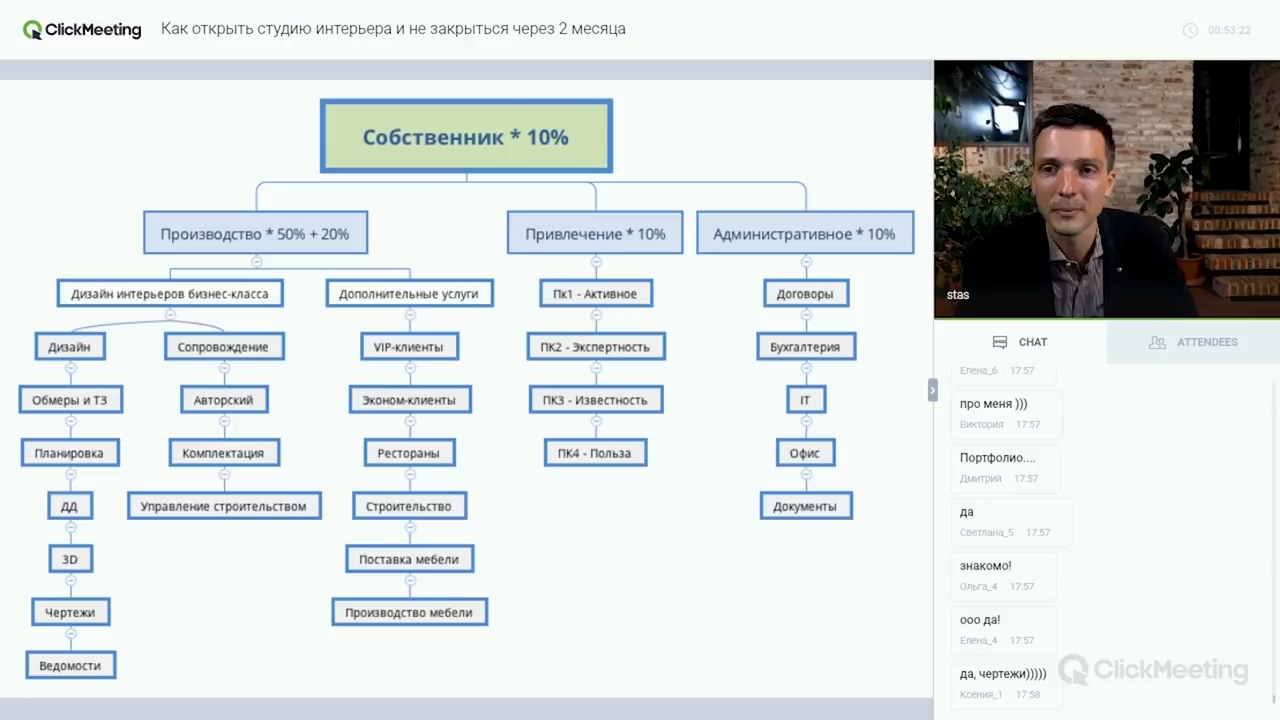 ClickMeeting
Как открыть студию интерьера и не закрыться через 2 месяца
00:53:22
Собственник * 10%
Производство * 50% + 20%
Привлечение * 10%
Административное * 10%
Дизайн интерьеров бизнес-класса
Дополнительные услуги
Пк1 - Активное
Договоры
Дизайн
Сопровождение
VIP-клиенты
ПК2 - Экспертность
Бухгалтерия
Обмеры и ТЗ
Авторский
Эконом-клиенты
ПК3 - Известность
IT
Планировка
Комплектация
Рестораны
ПК4 - Польза
Офис
ДД
Управление строительством
Строительство
Документы
3D
Поставка мебели
Чертежи
Производство мебели
Ведомости
stas
CHAT
ATTENDEES
Елена_6 17:57
про меня )))
Виктория 17:57
Портфолио....
Дмитрий 17:57
да
Светлана_5 17:57
знакомо!
Ольга_4 17:57
ооо да!
Елена_4 17:57
да, чертежи)))))
Ксения_1 17:58
ClickMeeting